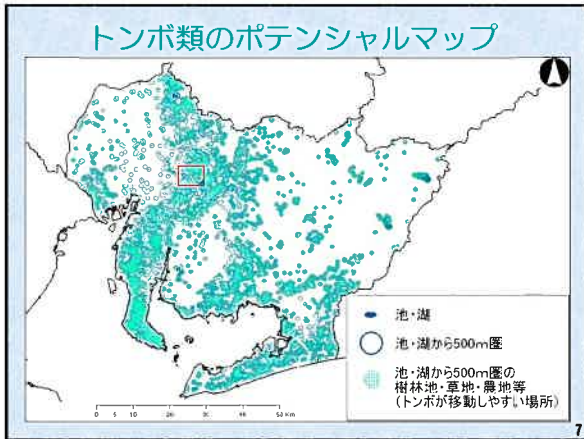 トンボ類のポテンシャルマップ
池・湖
池・湖から500m圏
池・湖から500m圏の
樹林地・草地・農地等
(トンボが移動しやすい場所)
0 5 10 20 30 40 50 Km
7